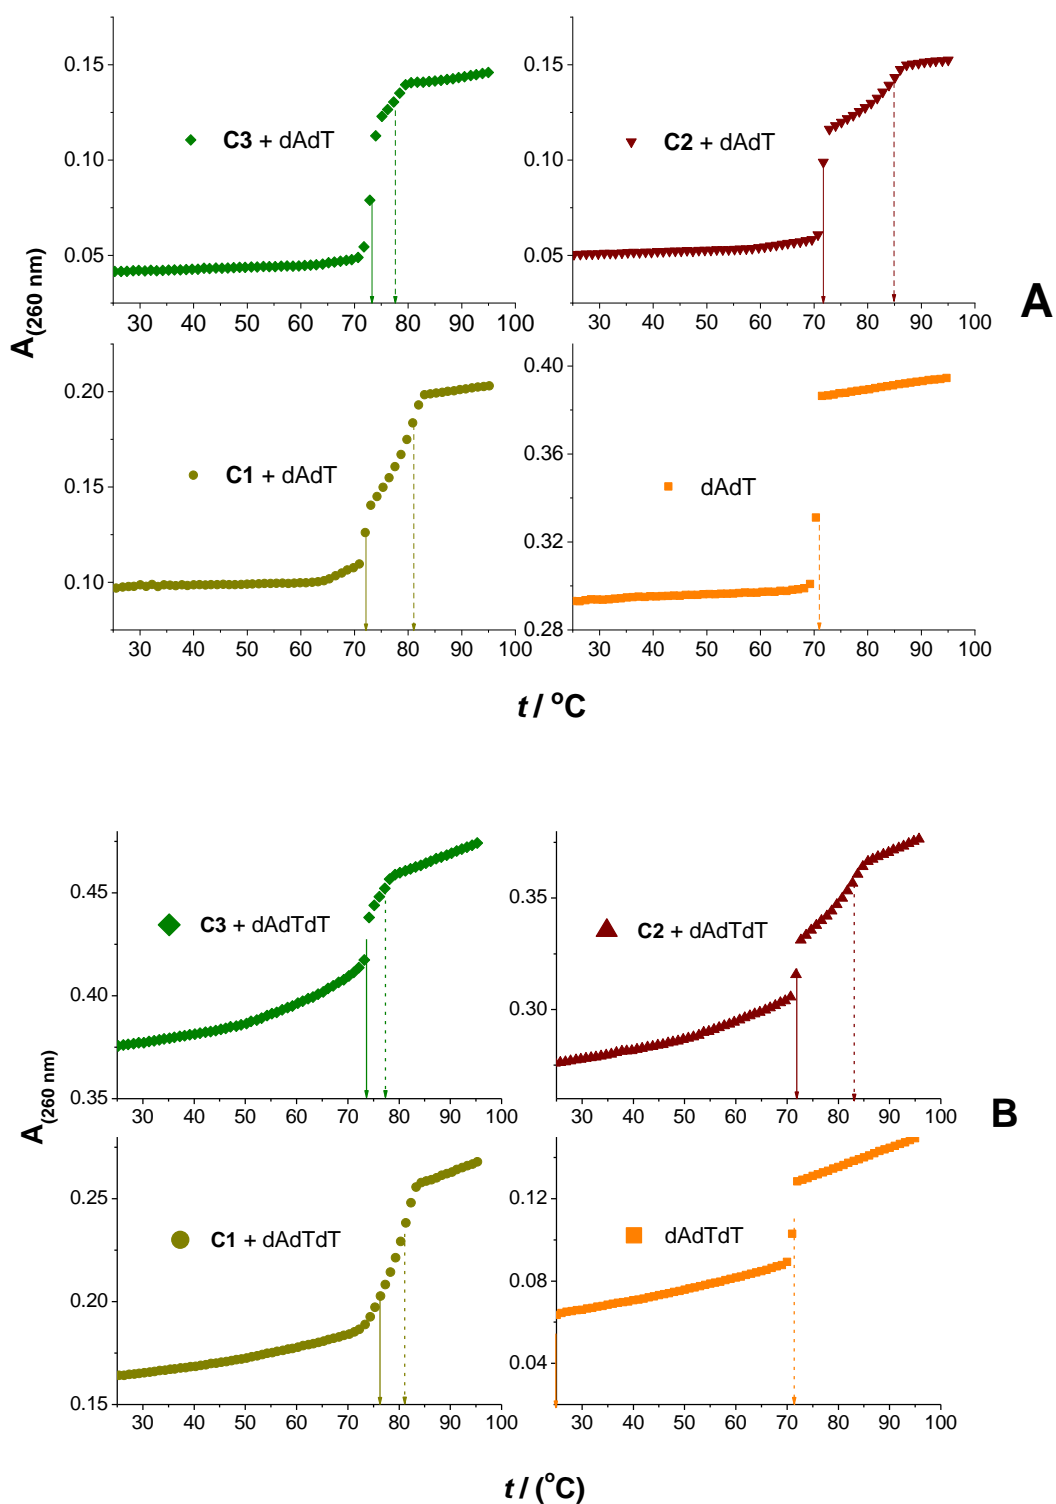 0.15
0.10
0.05
C3 + dAdT
30 40 50 60 70 80 90 100
0.15
0.10
0.05
C2 + dAdT
30 40 50 60 70 80 90 100
A
A(260 nm)
0.20
0.15
0.10
C1 + dAdT
30 40 50 60 70 80 90 100
0.40
0.36
0.32
0.28
dAdT
30 40 50 60 70 80 90 100
t / °C
0.45
0.40
0.35
C3 + dAdTdT
30 40 50 60 70 80 90 100
0.35
0.30
C2 + dAdTdT
30 40 50 60 70 80 90 100
B
A(260 nm)
0.25
0.20
0.15
C1 + dAdTdT
30 40 50 60 70 80 90 100
0.12
0.08
0.04
dAdTdT
30 40 50 60 70 80 90 100
t / (°C)